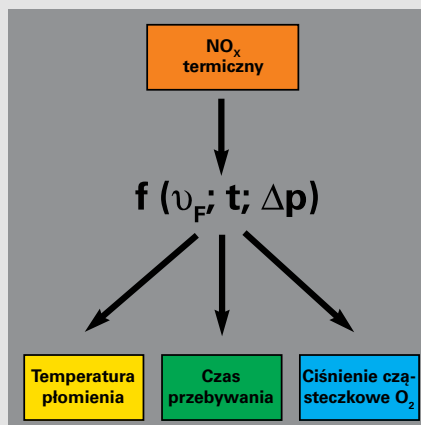 NOx
termiczny
f (υF; t; Δp)
Temperatura
płomienia
Czas
przebywania
Ciśnienie czą-
steczkowe O2